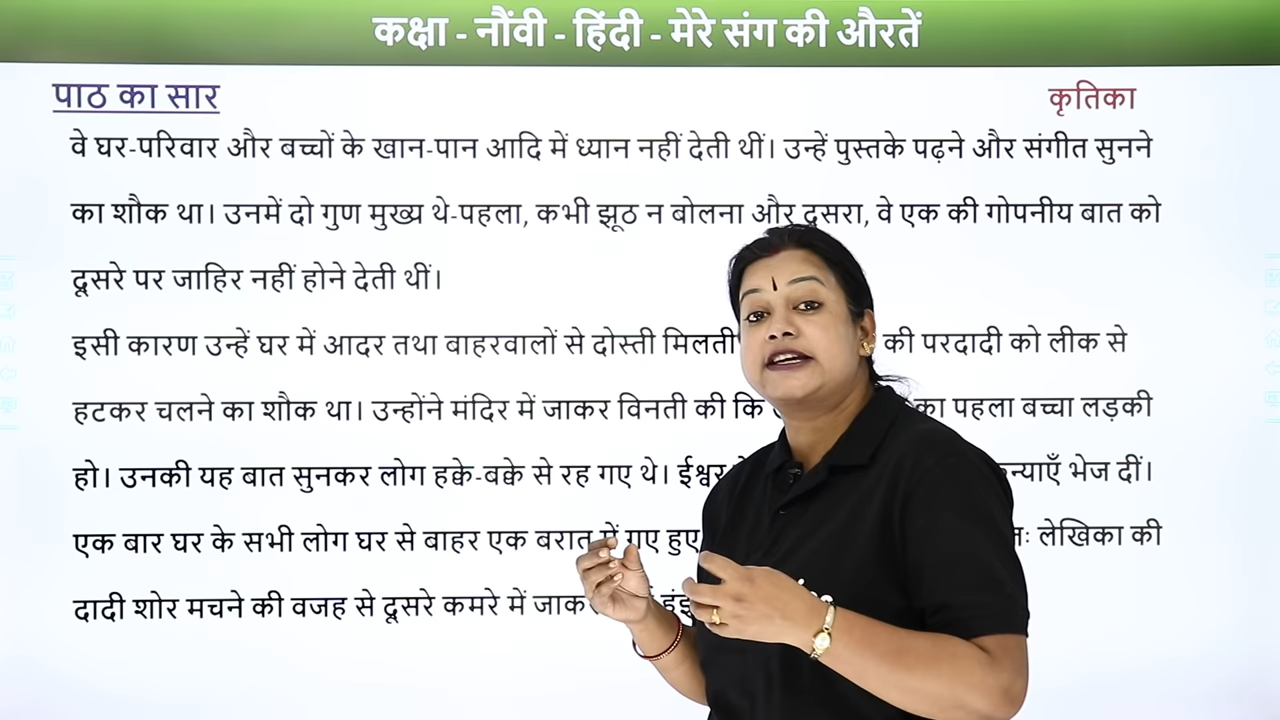 कक्षा - नौंवी - हिंदी - मेरे संग की औरतें
पाठ का सार
कृतिका
वे घर-परिवार और बच्चों के खान-पान आदि में ध्यान नहीं देती थीं। उन्हें पुस्तके पढ़ने और संगीत सुनने
का शौक था। उनमें दो गुण मुख्य थे-पहला, कभी झूठ न बोलना और दूसरा, वे एक की गोपनीय बात को
दूसरे पर जाहिर नहीं होने देती थीं।
इसी कारण उन्हें घर में आदर तथा बाहरवालों से दोस्ती मिलती की परदादी को लीक से
हटकर चलने का शौक था। उन्होंने मंदिर में जाकर विनती की कि का पहला बच्चा लड़की
हो। उनकी यह बात सुनकर लोग हक्के-बक्के से रह गए थे। ईश्वर भेज दीं।
एक बार घर के सभी लोग घर से बाहर एक बरात में गए हुए लेखिका की
दादी शोर मचने की वजह से दूसरे कमरे में